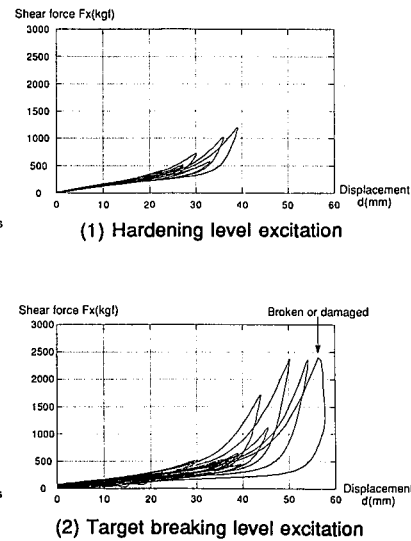 Shear force Fx(kgf)
3000
2500
2000
1500
1000
500
0
0 10 20 30 40 50 60
Displacement
d(mm)
s
(1) Hardening level excitation
Shear force Fx(kgf)
Broken or damaged
3000
2500
2000
1500
1000
500
0
0 10 20 30 40 50 60
Displacement
d(mm)
s
(2) Target breaking level excitation